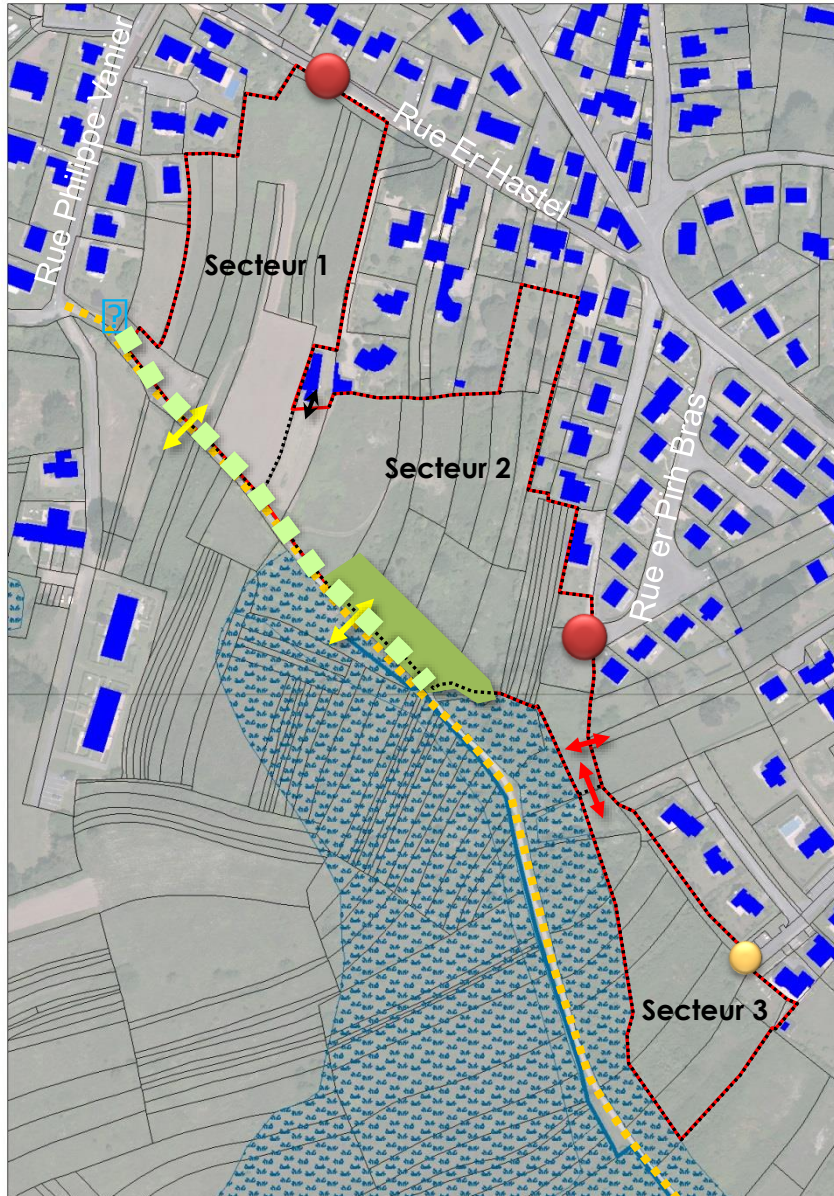 Rue Philippe Vanier
Rue Er Hastel
Secteur 1
?
Secteur 2
Rue er Pirh Bras
Secteur 3